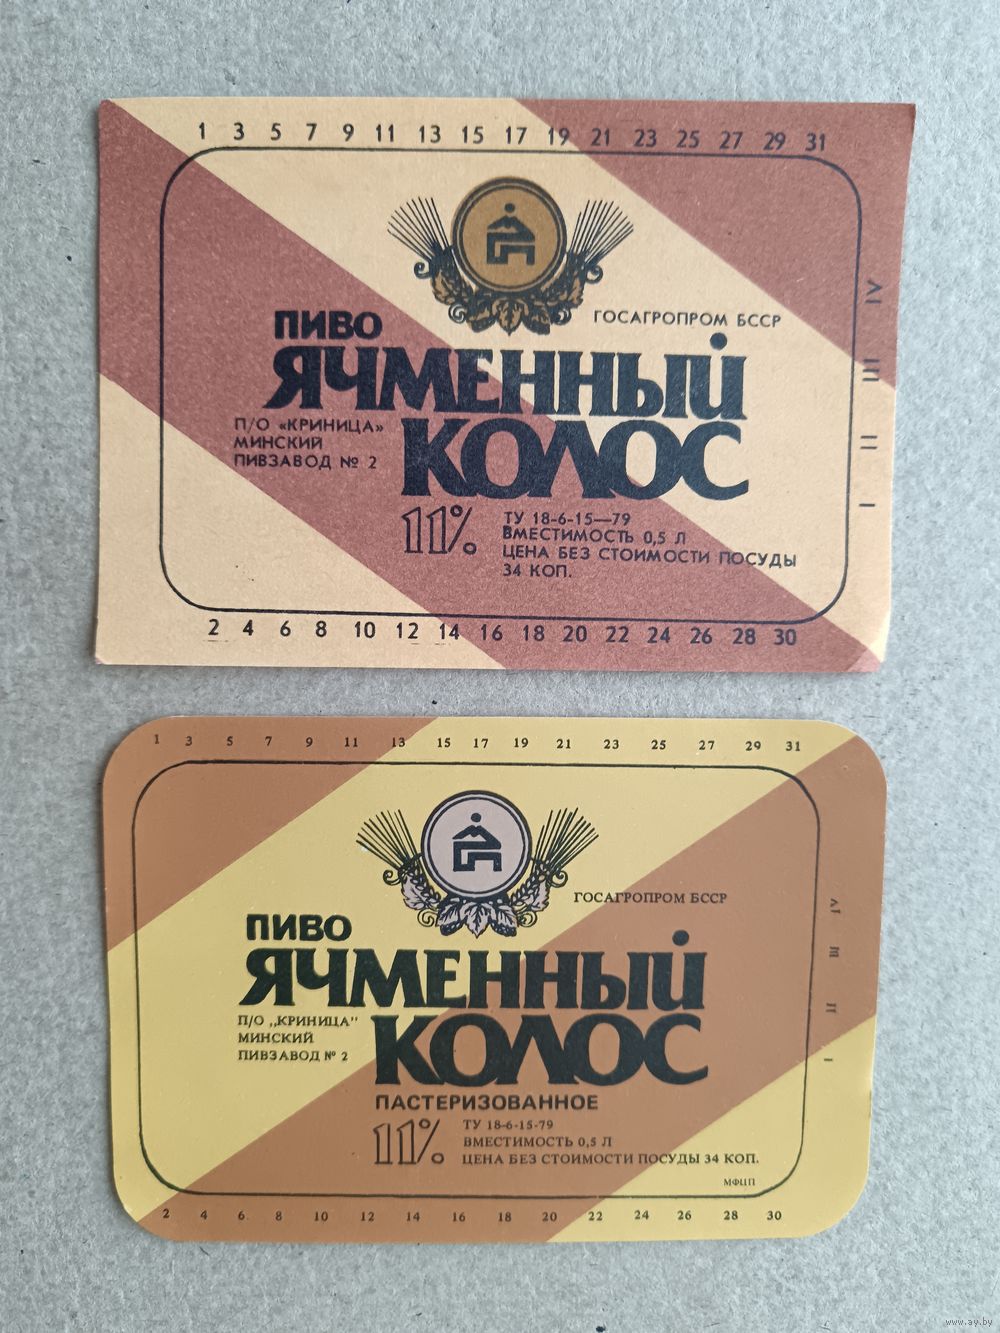 1 3 5 7 9 11 13 15 17 19 21 23 25 27 29 31
ГОСАГРОПРОМ БССР
ПИВО
ЯЧМЕННЫЙ
КОЛОС
П/О «КРИНИЦА»
МИНСКИЙ
ПИВЗАВОД № 2
11%
ТУ 18-6-15—79
ВМЕСТИМОСТЬ 0,5 Л
ЦЕНА БЕЗ СТОИМОСТИ ПОСУДЫ
34 КОП.
I II III IV
2 4 6 8 10 12 14 16 18 20 22 24 26 28 30
1 3 5 7 9 11 13 15 17 19 21 23 25 27 29 31
ГОСАГРОПРОМ БССР
ПИВО
ЯЧМЕННЫЙ
КОЛОС
П/О „КРИНИЦА"
МИНСКИЙ
ПИВЗАВОД № 2
ПАСТЕРИЗОВАННОЕ
11%
ТУ 18-6-15-79
ВМЕСТИМОСТЬ 0,5 Л
ЦЕНА БЕЗ СТОИМОСТИ ПОСУДЫ 34 КОП.
МФЦП
I II III IV
2 4 6 8 10 12 14 16 18 20 22 24 26 28 30
www.ay.by